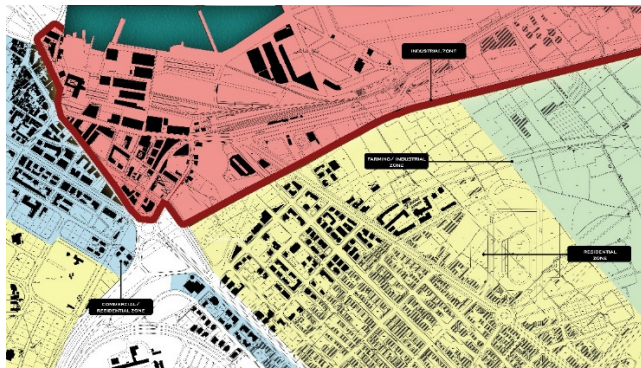 INDUSTRIAL ZONE
FARMING/ INDUSTRIAL
ZONE
RESIDENTIAL
ZONE
COMMERCIAL/
RESIDENTIAL ZONE